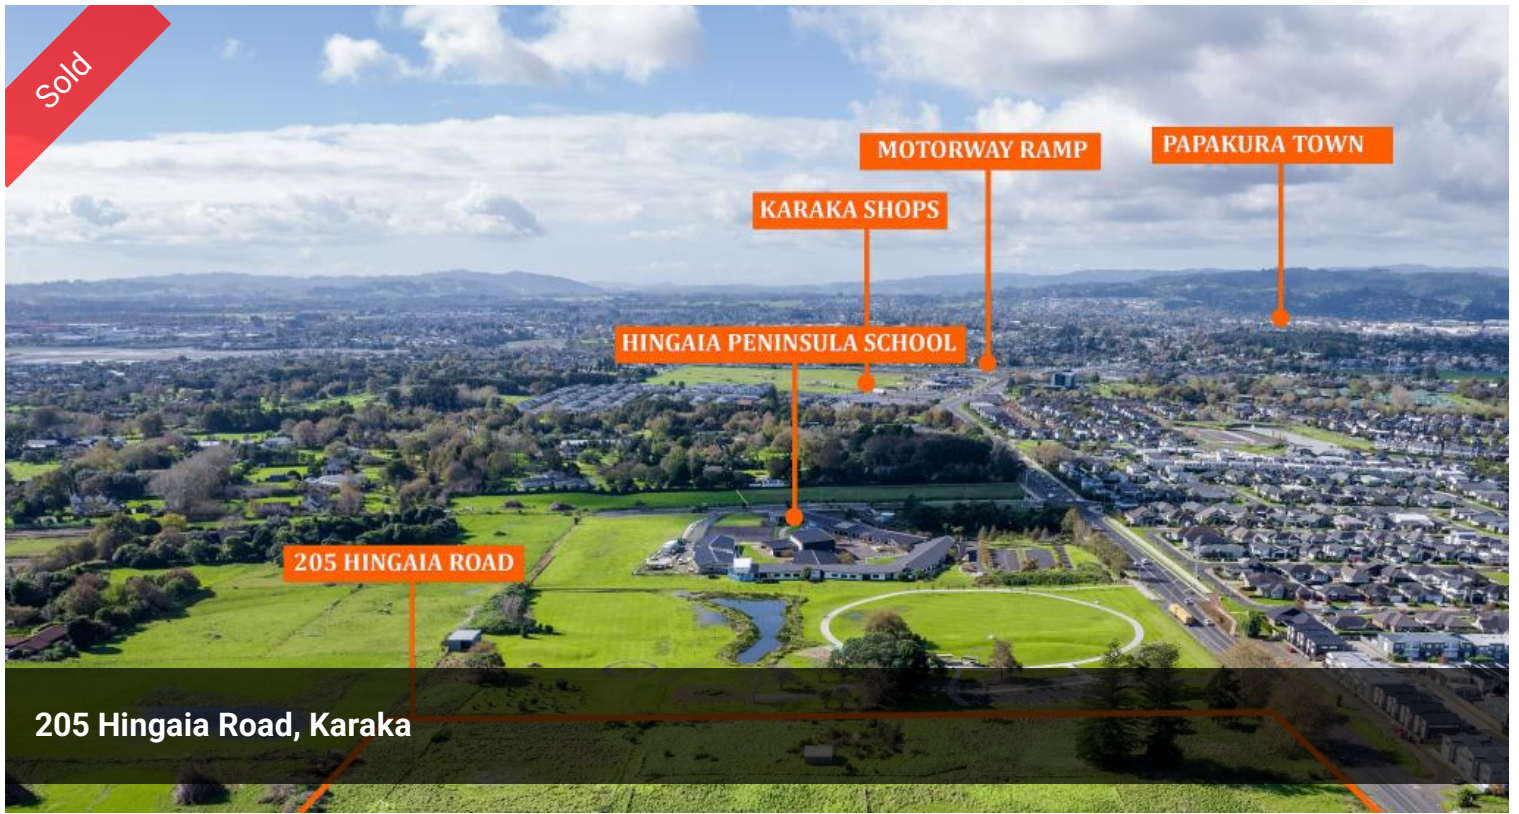 Sold
MOTORWAY RAMP
PAPAKURA TOWN
KARAKA SHOPS
HINGAIA PENINSULA SCHOOL
205 HINGAIA ROAD
205 Hingaia Road, Karaka